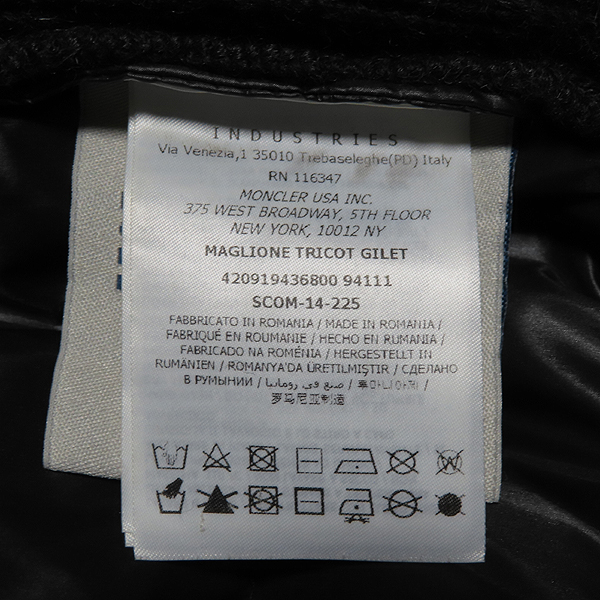 INDUSTRIES
Via Venezia,1 35010 Trebaseleghe(PD) Italy
RN 116347
MONCLER USA INC.
375 WEST BROADWAY, 5TH FLOOR
NEW YORK, 10012 NY
MAGLIONE TRICOT GILET
420919436800 94111
SCOM-14-225
FABBRICATO IN ROMANIA / MADE IN ROMANIA /
FABRIQUÉ EN ROUMANIE / HECHO EN RUMANIA /
FABRICADO NA ROMÉNIA / HERGESTELLT IN
RUMÄNIEN / ROMANYA'DA ÜRETILMIŞTIR / СДЕЛАНО
В РУМЫНИИ / صنع في رومانيا /
罗马尼亚制造